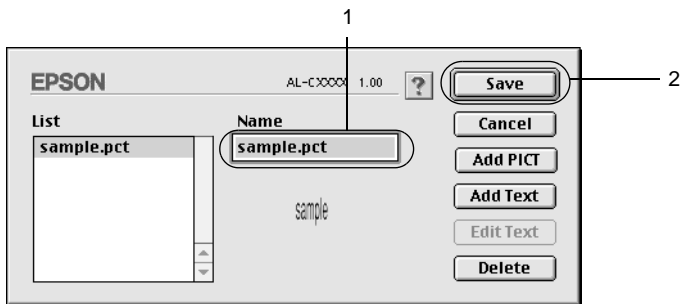 1
EPSON
AL-CXXXX 1.00
?
Save
2
List
Name
Cancel
sample.pct
sample.pct
Add PICT
sample
Add Text
Edit Text
Delete